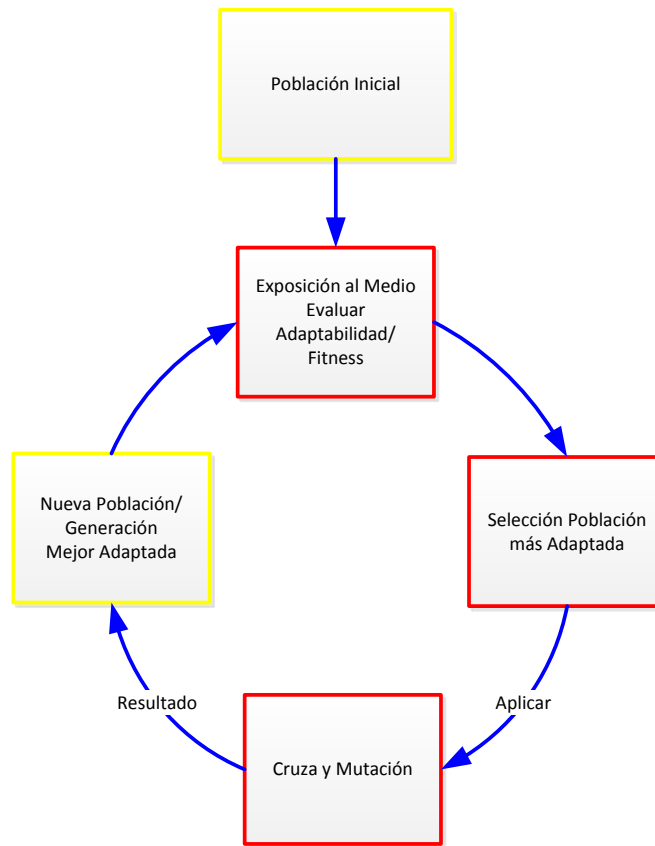 Población Inicial
Exposición al Medio
Evaluar
Adaptabilidad/
Fitness
Selección Población
más Adaptada
Aplicar
Cruza y Mutación
Resultado
Nueva Población/
Generación
Mejor Adaptada